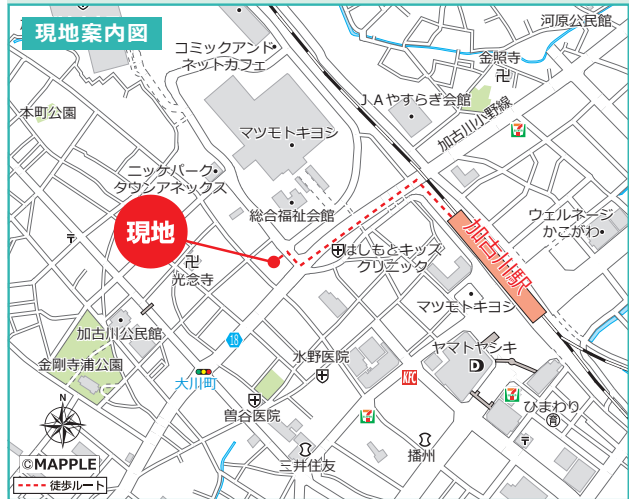 現地案内図
コミックアンド
ネットカフェ
河原公民館
金照寺
JAやすらぎ会館
加古川小野線
本町公園
マツモトキヨシ
ニッケパーク
タウンアネックス
総合福祉会館
ウェルネージ
かこがわ
現地
加古川駅
はしもとキッズ
クリニック
光念寺
マツモトキヨシ
加古川公民館
18
水野医院
ヤマトヤシキ
D
金剛寺浦公園
大川町
KFC
曽谷医院
ひまわり
育
N
三井住友
播州
©MAPPLE
徒歩ルート